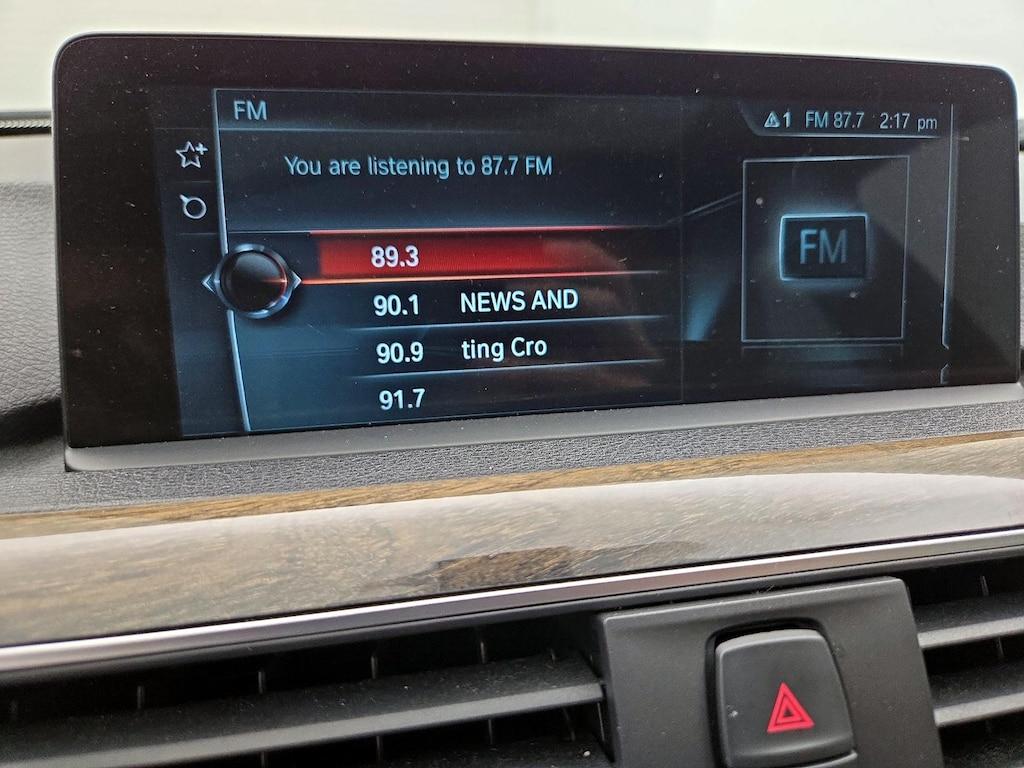 FM
1 FM 87.7 2:17 pm
You are listening to 87.7 FM
FM
89.3
90.1 NEWS AND
90.9 ting Cro
91.7